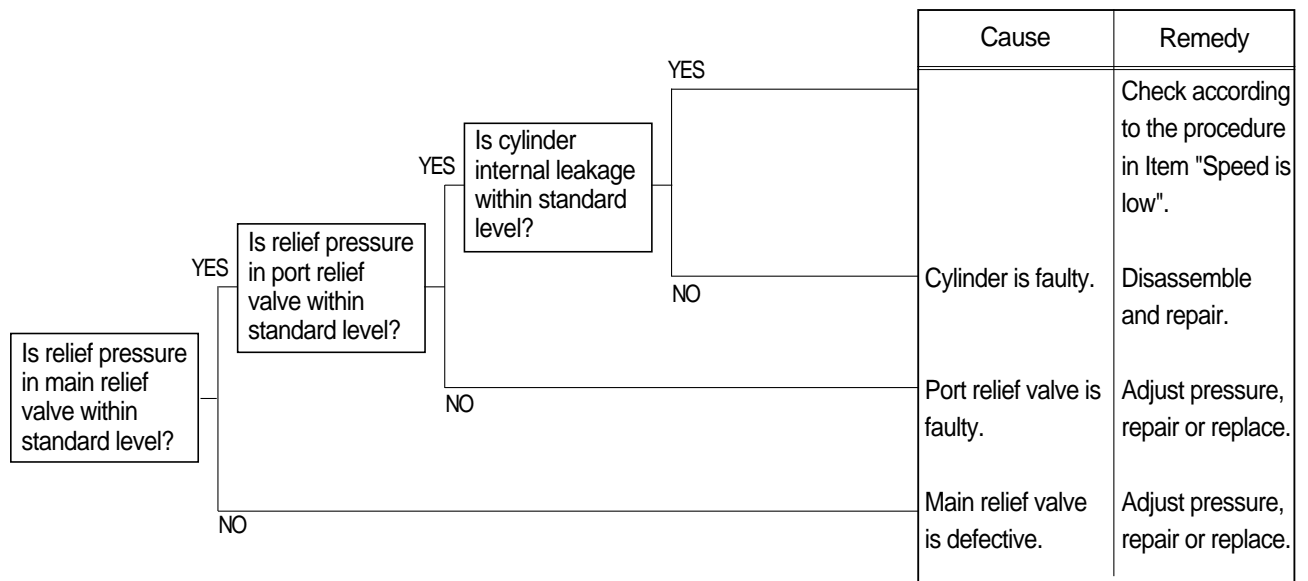 Cause
Remedy
YES
Check according
to the procedure
in Item "Speed is
low".
Is cylinder
internal leakage
within standard
level?
YES
NO
Cylinder is faulty.
Disassemble
and repair.
Is relief pressure
in port relief
valve within
standard level?
YES
NO
Port relief valve is
faulty.
Adjust pressure,
repair or replace.
Is relief pressure
in main relief
valve within
standard level?
NO
Main relief valve
is defective.
Adjust pressure,
repair or replace.